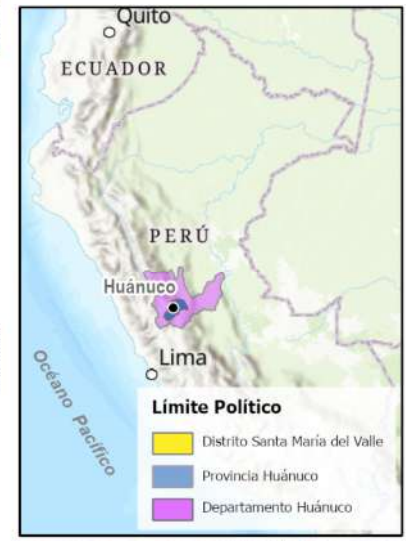 Quito
ECUADOR
PERÚ
Huánuco
Lima
Océano Pacífico
Límite Político
Distrito Santa María del Valle
Provincia Huánuco
Departamento Huánuco